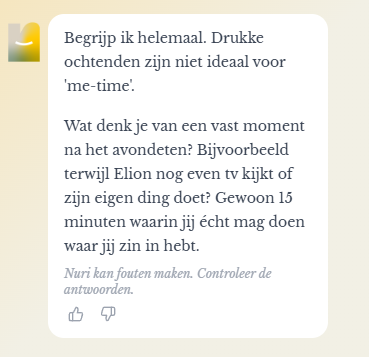 Begrijp ik helemaal. Drukke
ochtenden zijn niet ideaal voor
'me-time'.
Wat denk je van een vast moment
na het avondeten? Bijvoorbeeld
terwijl Elion nog even tv kijkt of
zijn eigen ding doet? Gewoon 15
minuten waarin jij écht mag doen
waar jij zin in hebt.
Nuri kan fouten maken. Controleer de
antwoorden.